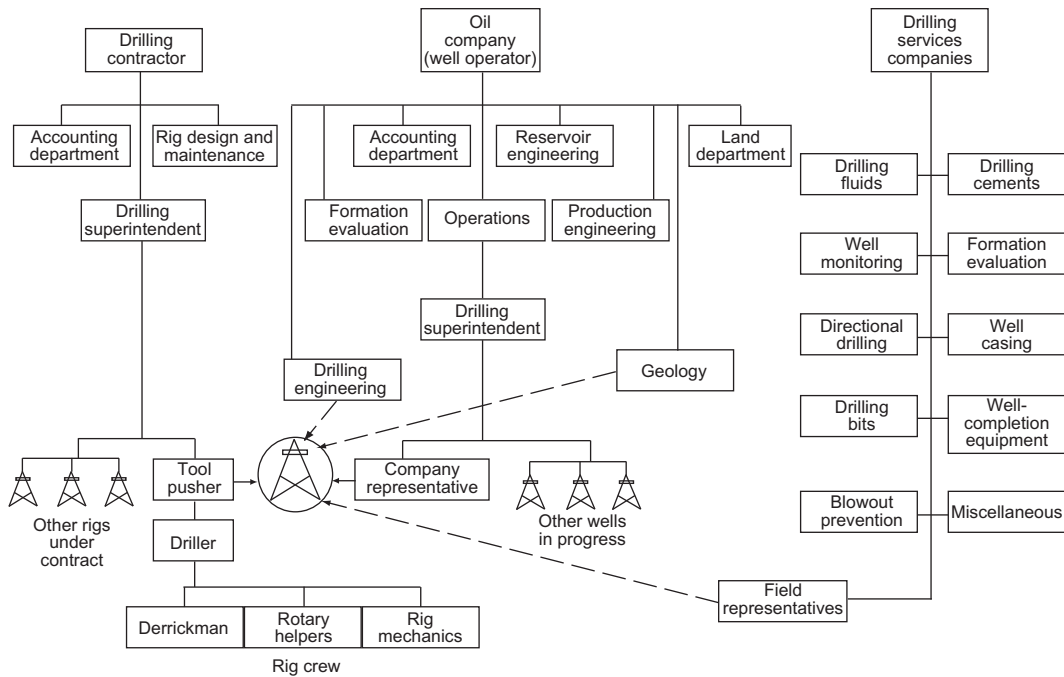 Drilling
contractor
Oil
company
(well operator)
Drilling
services
companies
Accounting
department
Rig design and
maintenance
Accounting
department
Reservoir
engineering
Land
department
Drilling
fluids
Drilling
cements
Drilling
superintendent
Formation
evaluation
Operations
Production
engineering
Well
monitoring
Formation
evaluation
Drilling
superintendent
Directional
drilling
Well
casing
Drilling
engineering
Geology
Drilling
bits
Well-
completion
equipment
Tool
pusher
Company
representative
Other rigs
under
contract
Other wells
in progress
Blowout
prevention
Miscellaneous
Driller
Field
representatives
Derrickman
Rotary
helpers
Rig
mechanics
Rig crew